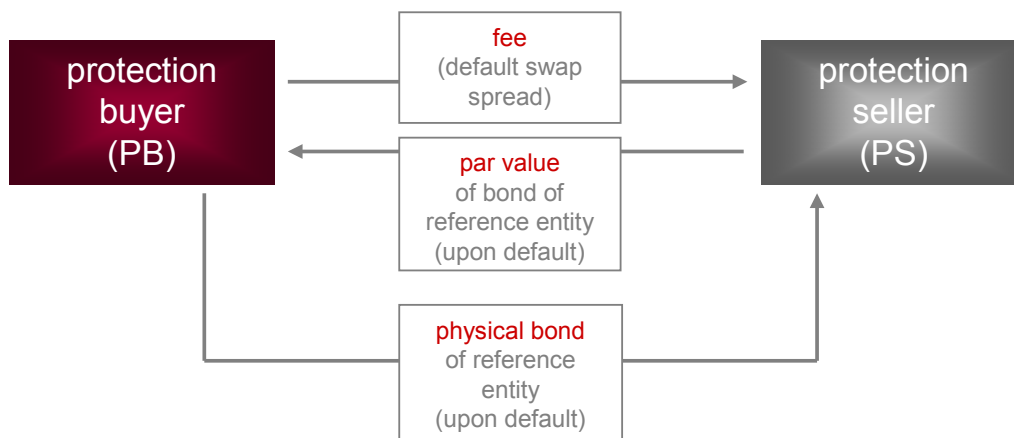 protection
buyer
(PB)
fee
(default swap
spread)
protection
seller
(PS)
par value
of bond of
reference entity
(upon default)
physical bond
of reference
entity
(upon default)